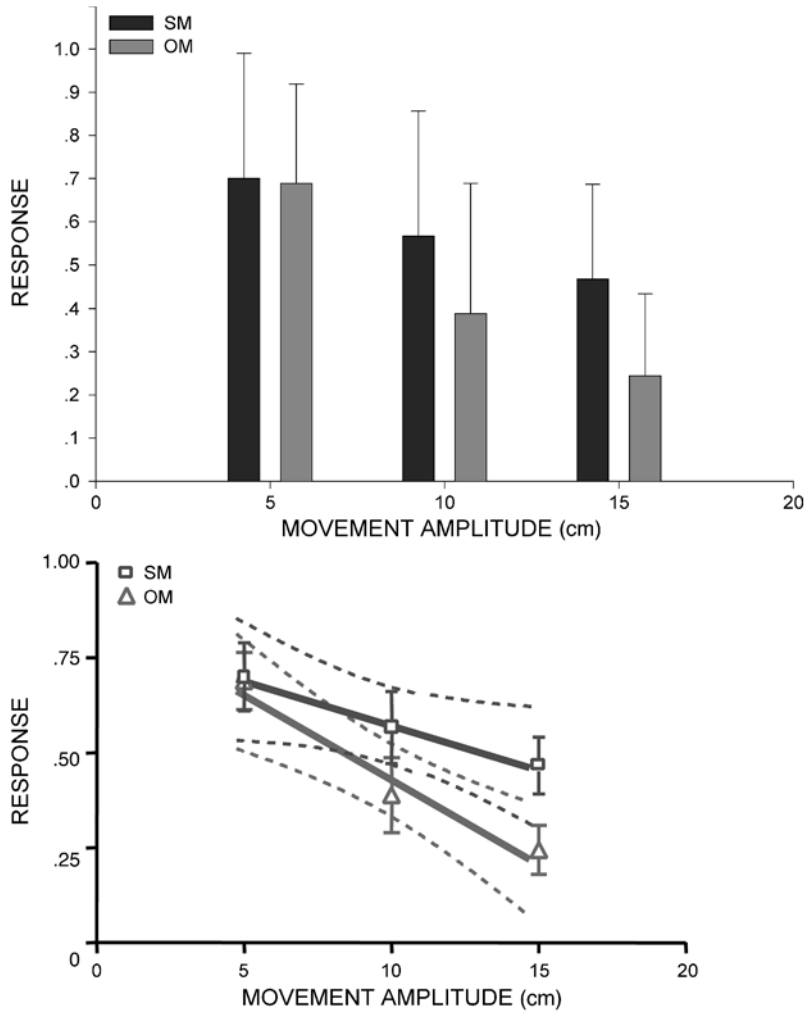 SM
OM
1.0
.9
.8
.7
.6
.5
.4
.3
.2
.1
.0
RESPONSE
0 5 10 15 20
MOVEMENT AMPLITUDE (cm)
SM
OM
1.00
.75
.50
.25
0
RESPONSE
0 5 10 15 20
MOVEMENT AMPLITUDE (cm)